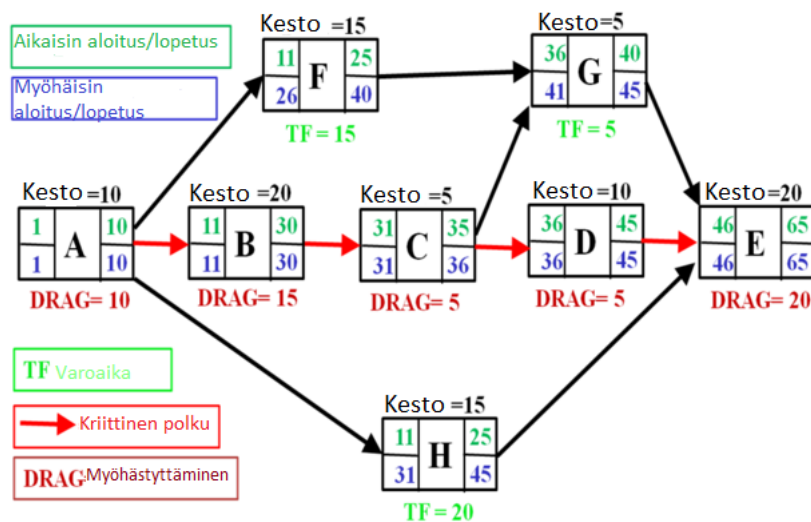 Aikaisin aloitus/lopetus
Myöhäisin
aloitus/lopetus
Kesto =15
11 F 25
26 40
TF = 15
Kesto=5
36 G 40
41 45
TF = 5
Kesto =10
1 A 10
1 10
DRAG= 10
Kesto =20
11 B 30
11 30
DRAG= 15
Kesto =5
31 C 35
31 36
DRAG= 5
Kesto =10
36 D 45
36 45
DRAG= 5
Kesto =20
46 E 65
46 65
DRAG= 20
TF Varoaika
Kriittinen polku
DRAG Myöhästyttäminen
Kesto =15
11 H 25
31 45
TF = 20